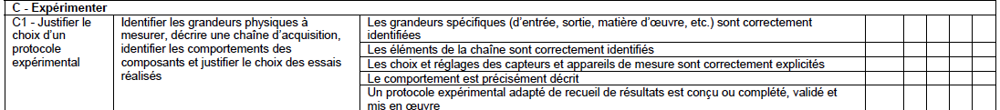 C - Expérimenter
C1 - Justifier le
choix d’un
protocole
expérimental
Identifier les grandeurs physiques à
mesurer, décrire une chaîne d’acquisition,
identifier les comportements des
composants et justifier le choix des essais
réalisés
Les grandeurs spécifiques (d’entrée, sortie, matière d’œuvre, etc.) sont correctement
identifiées
Les éléments de la chaîne sont correctement identifiés
Les choix et réglages des capteurs et appareils de mesure sont correctement explicités
Le comportement est précisément décrit
Un protocole expérimental adapté de recueil de résultats est conçu ou complété, validé et
mis en œuvre